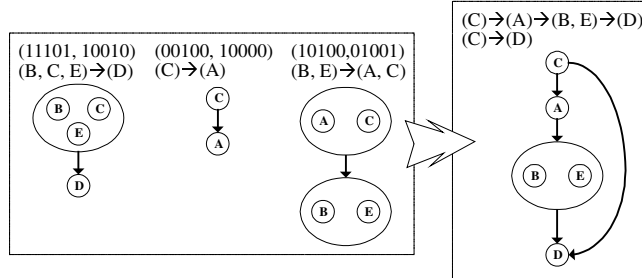 (11101, 10010)
(B, C, E)→(D)
B
C
E
D
(00100, 10000)
(C)→(A)
C
A
(10100,01001)
(B, E)→(A, C)
A
C
B
E
(C)→(A)→(B, E)→(D)
(C)→(D)
C
A
B
E
D